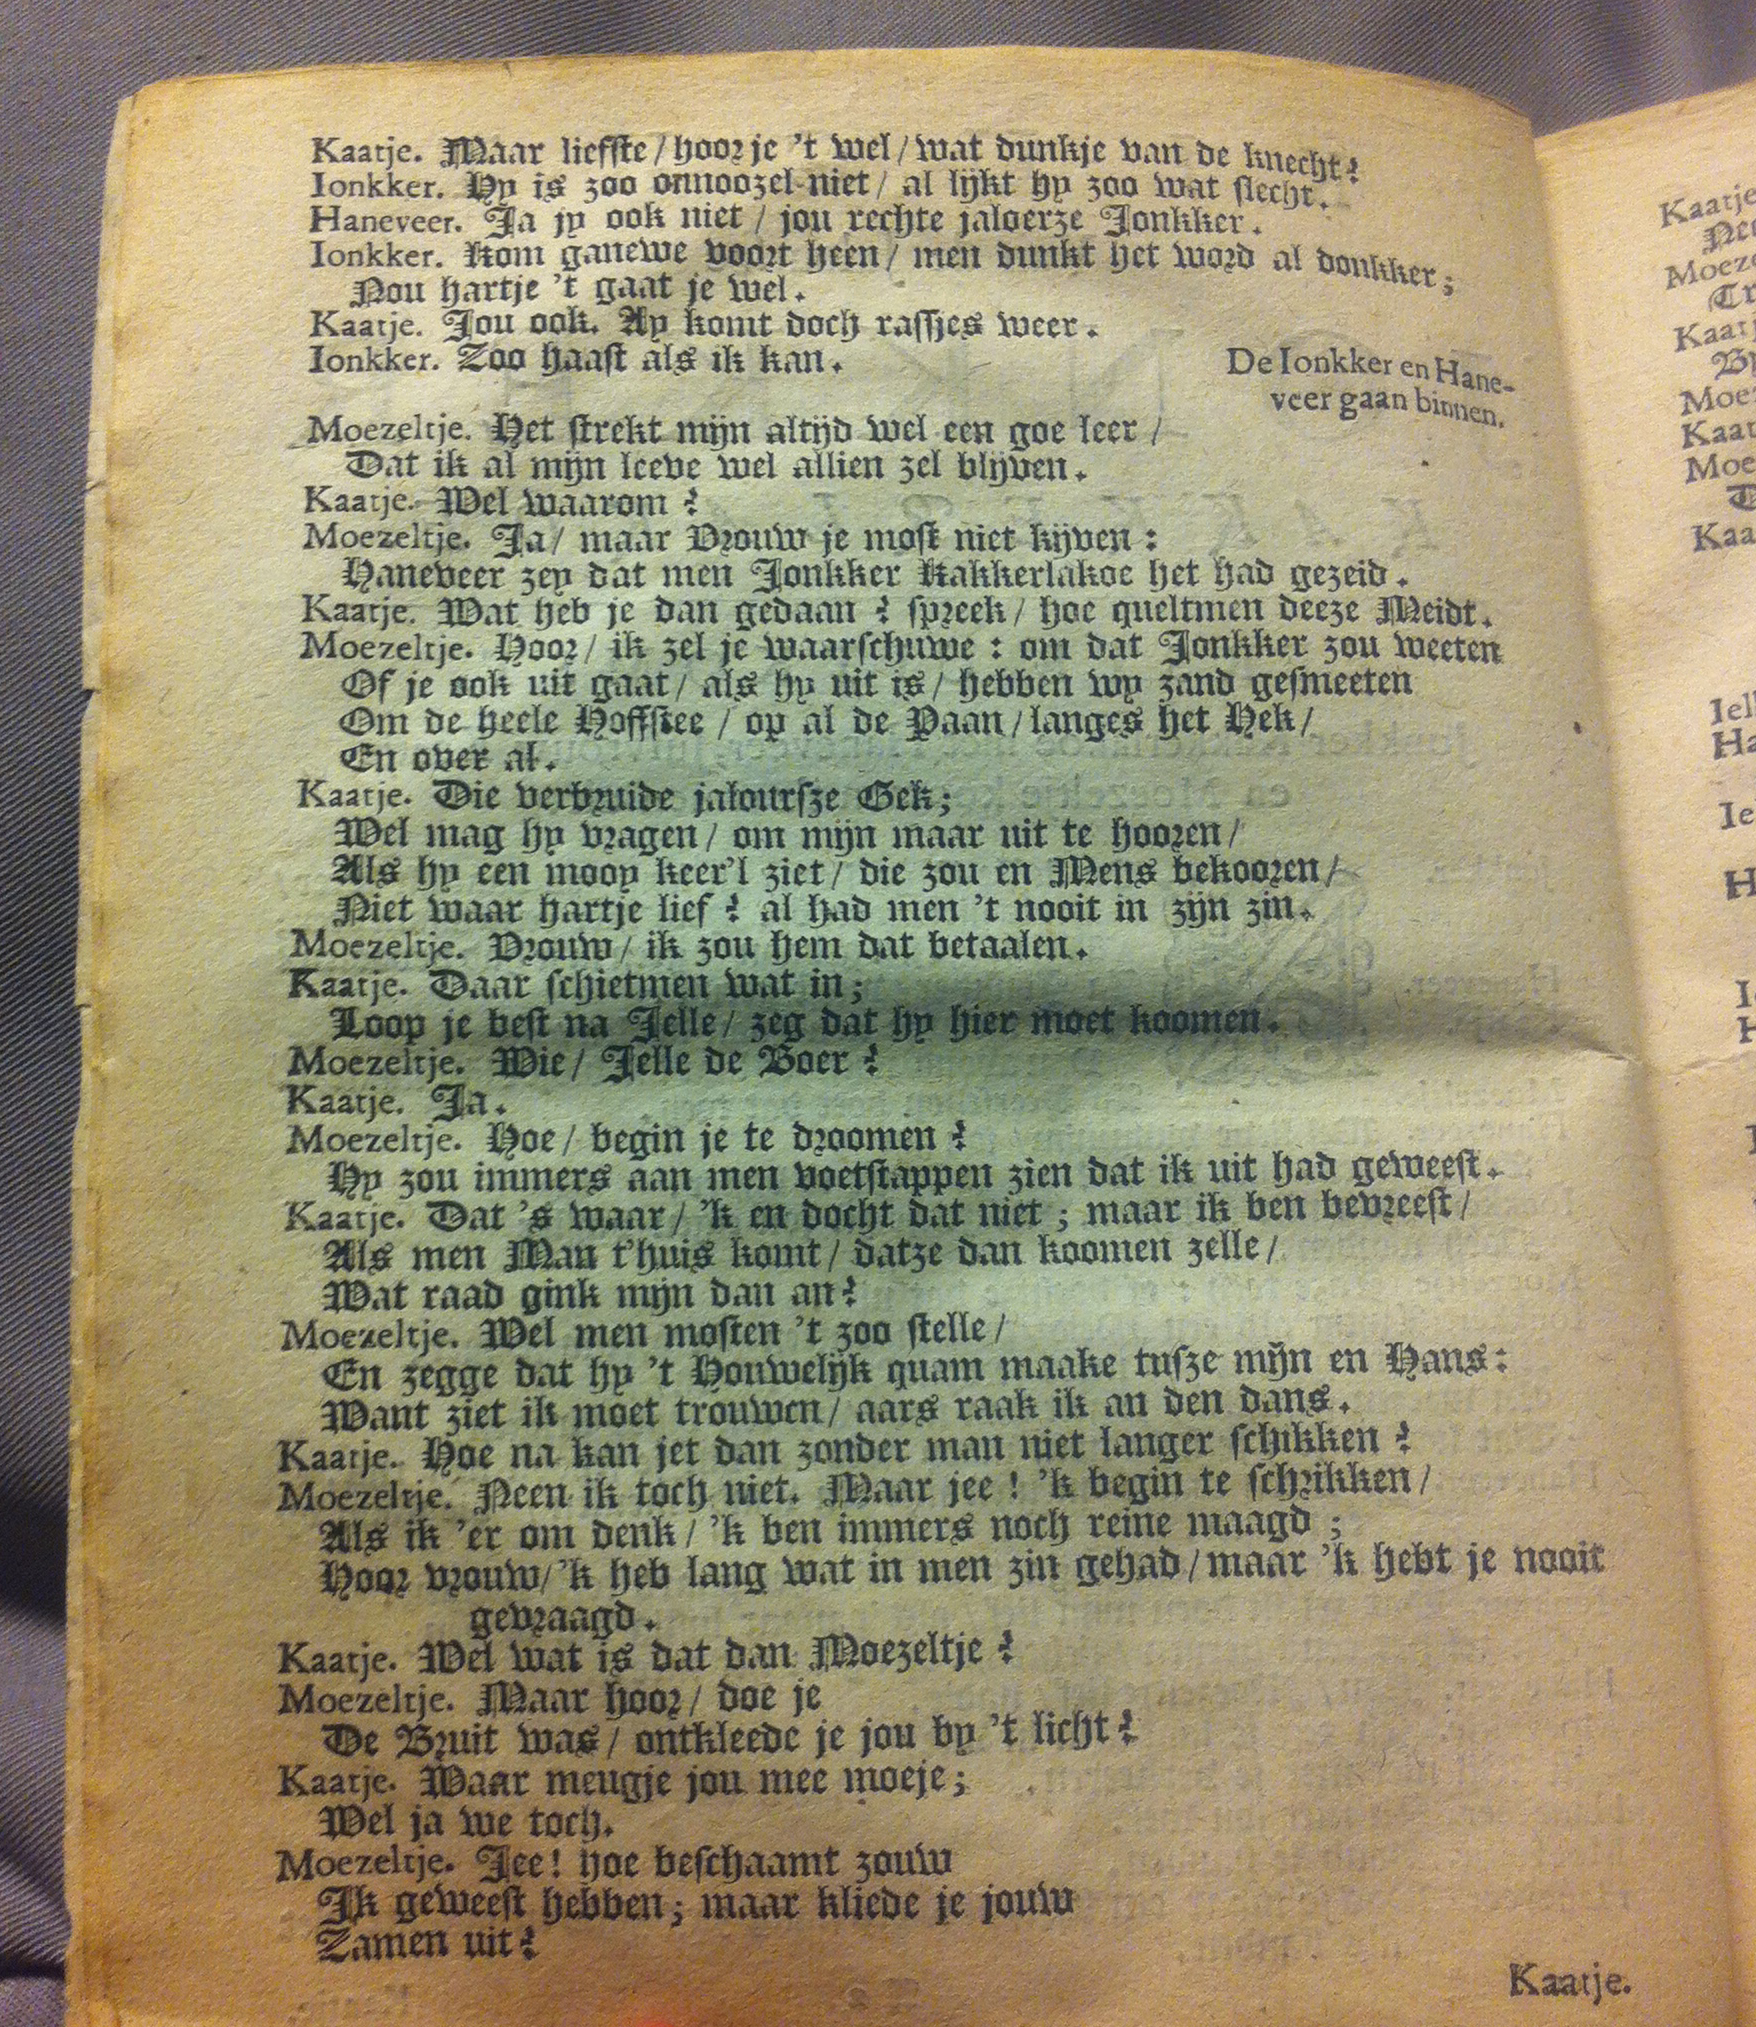 Kaatje. Maar liefste / hoor je 't wel / wat dunkje van de knecht?
Ionkker. Hy is zoo onnoozel niet / al lijkt hy zoo wat slecht.
Haneveer. Ja jy ook niet / jou rechte jaloerze Jonkker.
Ionkker. Kom ganewe voort heen / men dunkt het word al donkker;
Nou hartje 't gaat je wel.
Kaatje. Jou ook. Ay komt doch rassjes weer.
Ionkker. Zoo haast als ik kan.
De Ionkker en Hane-
veer gaan binnen.
Moezeltje. Het strekt mijn altijd wel een goe leer /
Dat ik al mijn leeve wel allien zel blijven.
Kaatje. Wel waarom?
Moezeltje. Ja / maar Vrouw je most niet kijven:
Haneveer zey dat men Jonkker Kakkerlakoe het had gezeid.
Kaatje. Wat heb je dan gedaan? spreek / hoe queltmen deeze Meidt.
Moezeltje. Hoor / ik zel je waarschuwe: om dat Jonkker zou weeten
Of je ook uit gaat / als hy uit is / hebben wy zand gesmeeten
Om de heele Hoffstee / op al de Paan / langes het Hek /
En over al.
Kaatje. Die verbruide jaloursze Gek;
Wel mag hy vragen / om mijn maar uit te hooren /
Als hy een mooy keer'l ziet / die zou en Mens bekooren /
Niet waar hartje lief? al had men 't nooit in zijn zin.
Moezeltje. Vrouw / ik zou hem dat betaalen.
Kaatje. Daar schietmen wat in;
Loop je best na Jelle / zeg dat hy hier moet koomen.
Moezeltje. Wie / Jelle de Boer?
Kaatje. Ja.
Moezeltje. Hoe / begin je te droomen?
Hy zou immers aan men voetstappen zien dat ik uit had geweest.
Kaatje. Dat 's waar / 'k en docht dat niet; maar ik ben bevreest /
Als men Man t'huis komt / datze dan koomen zelle /
Wat raad gink mijn dan an?
Moezeltje. Wel men mosten 't zoo stelle /
En zegge dat hy 't Houwelijk quam maake tusze mijn en Hans:
Want ziet ik moet trouwen / aars raak ik an den dans.
Kaatje. Hoe na kan jet dan zonder man niet langer schikken?
Moezeltje. Neen ik toch niet. Maar jee! 'k begin te schrikken /
Als ik 'er om denk / 'k ben immers noch reine maagd;
Hoor vrouw / 'k heb lang wat in men zin gehad / maar 'k hebt je nooit
gevraagd.
Kaatje. Wel wat is dat dan Moezeltje?
Moezeltje. Maar hoor / doe je
De Bruit was / ontkleede je jou by 't licht?
Kaatje. Waar meugje jou mee moeje;
Wel ja we toch.
Moezeltje. Jee! hoe beschaamt zouw
Ik geweest hebben; maar kliede je jouw
Zamen uit?
Kaatje.